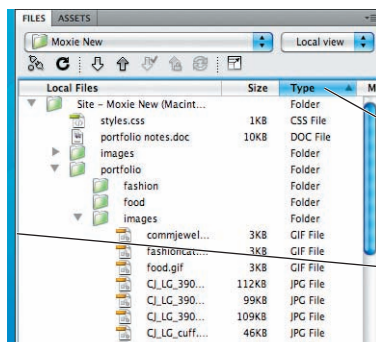 FILES ASSETS
Moxie New Local view
Local Files Size Type M
Site – Moxie New (Macint... Folder
styles.css 1KB CSS File
portfolio notes.doc 10KB DOC File
images Folder
portfolio Folder
fashion Folder
food Folder
images Folder
commjewel... 3KB GIF File
fashioncat... 3KB GIF File
food.gif 3KB GIF File
CJ_LG_390... 112KB JPG File
CJ_LG_390... 99KB JPG File
CJ_LG_390... 109KB JPG File
CJ_LG_cuff... 46KB JPG File